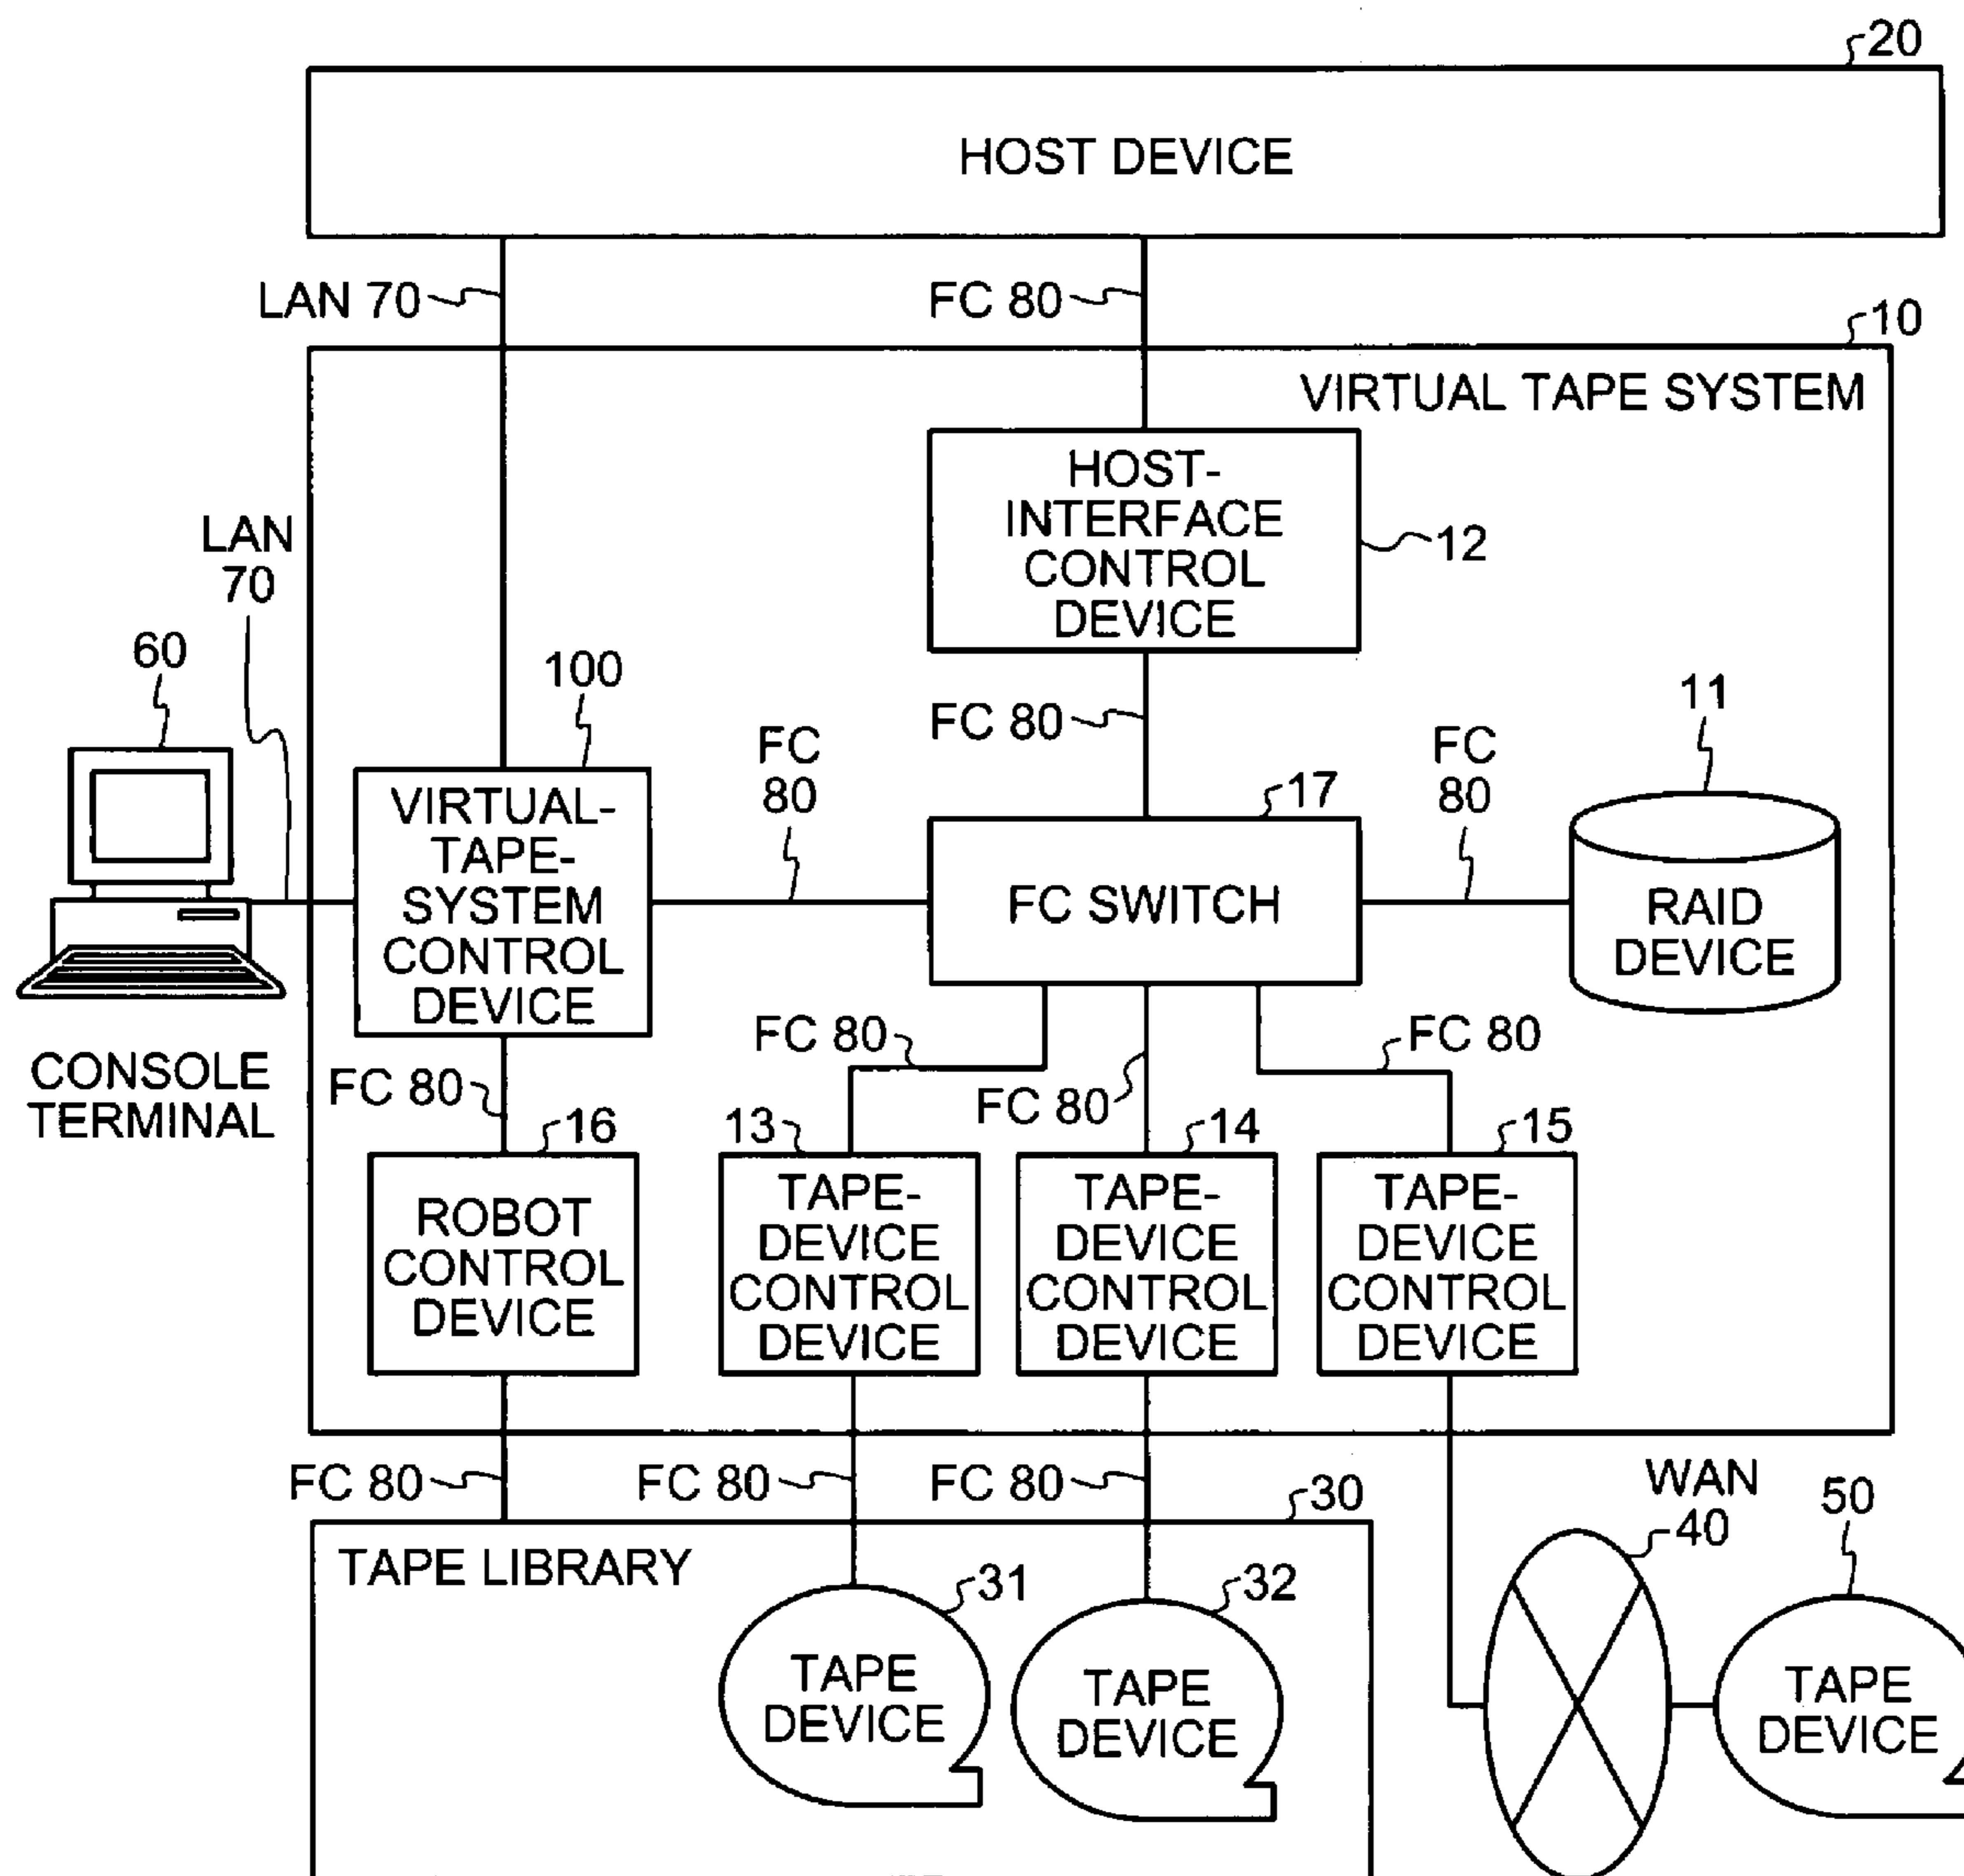 20
HOST DEVICE
LAN 70
FC 80
10
VIRTUAL TAPE SYSTEM
HOST-
INTERFACE
CONTROL
DEVICE
12
LAN
70
60
100
FC 80
11
FC
80
FC
80
17
VIRTUAL-
TAPE-
SYSTEM
CONTROL
DEVICE
FC SWITCH
RAID
DEVICE
CONSOLE
TERMINAL
FC 80
FC 80
FC 80
FC 80
16
13
14
15
ROBOT
CONTROL
DEVICE
TAPE-
DEVICE
CONTROL
DEVICE
TAPE-
DEVICE
CONTROL
DEVICE
TAPE-
DEVICE
CONTROL
DEVICE
FC 80
FC 80
FC 80
30
WAN
40
50
TAPE LIBRARY
31
32
TAPE
DEVICE
TAPE
DEVICE
TAPE
DEVICE